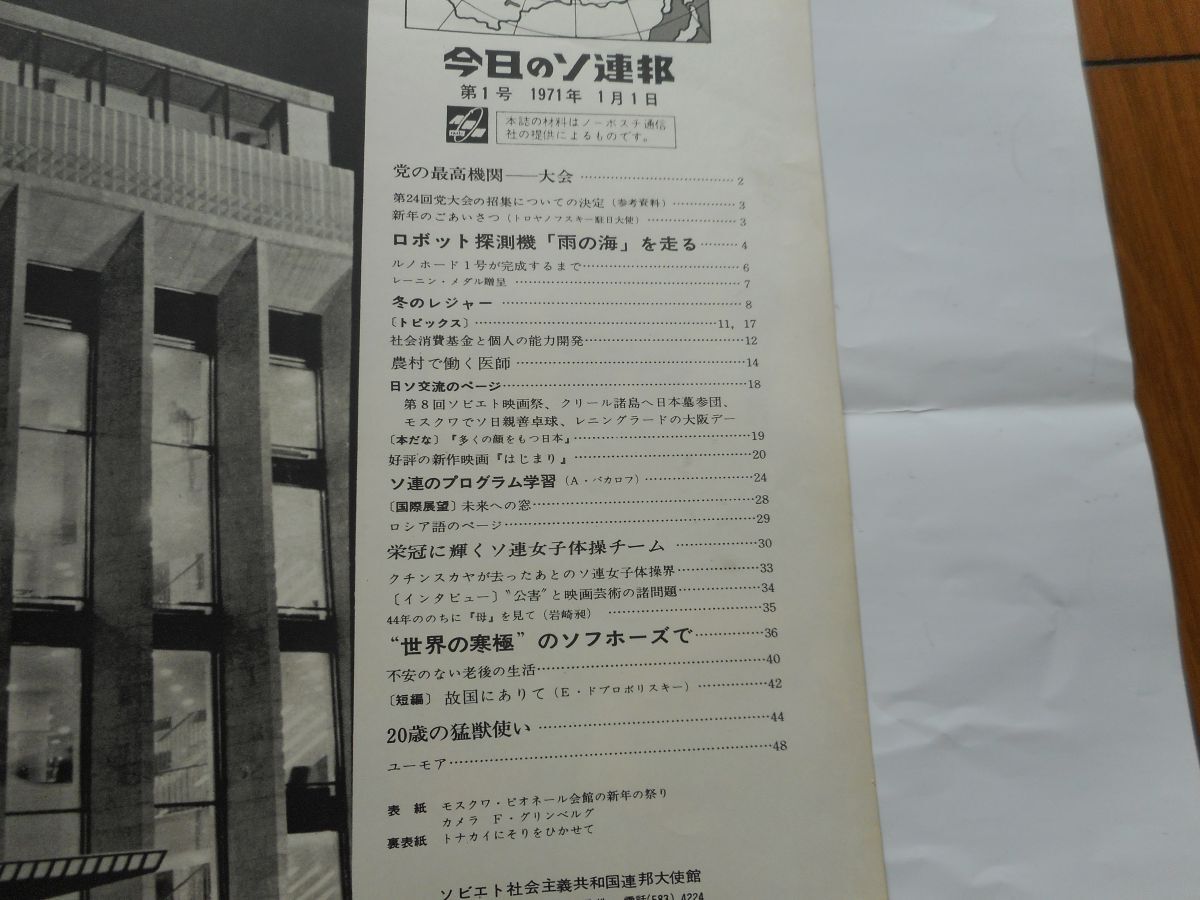 今日のソ連邦
第1号 1971年 1月1日
本誌の材料はノーボスチ通信
社の提供によるものです。
党の最高機関――大会 2
第24回党大会の招集についての決定(参考資料) 3
新年のごあいさつ(トロヤノフスキー駐日大使) 3
ロボット探測機「雨の海」を走る 4
ルノホード1号が完成するまで 6
レーニン・メダル贈呈 7
冬のレジャー 8
〔トピックス〕 11, 17
社会消費基金と個人の能力開発 12
農村で働く医師 14
日ソ交流のページ 18
第8回ソビエト映画祭、クリール諸島へ日本墓参団、
モスクワでソ日親善卓球、レニングラードの大阪デー
〔本だな〕『多くの顔をもつ日本』 19
好評の新作映画『はじまり』 20
ソ連のプログラム学習(A・バカロフ) 24
〔国際展望〕未来への窓 28
ロシア語のページ 29
栄冠に輝くソ連女子体操チーム 30
クチンスカヤが去ったあとのソ連女子体操界 33
〔インタビュー〕〝公害〟と映画芸術の諸問題 34
44年ののちに『母』を見て(岩崎昶) 35
“世界の寒極”のソフホーズで 36
不安のない老後の生活 40
〔短編〕故国にありて(E・ドブロボリスキー) 42
20歳の猛獣使い 44
ユーモア 48
表紙 モスクワ・ピオネール会館の新年の祭り
カメラ F・グリンベルグ
裏表紙 トナカイにそりをひかせて
ソビエト社会主義共和国連邦大使館
電話(583)4224